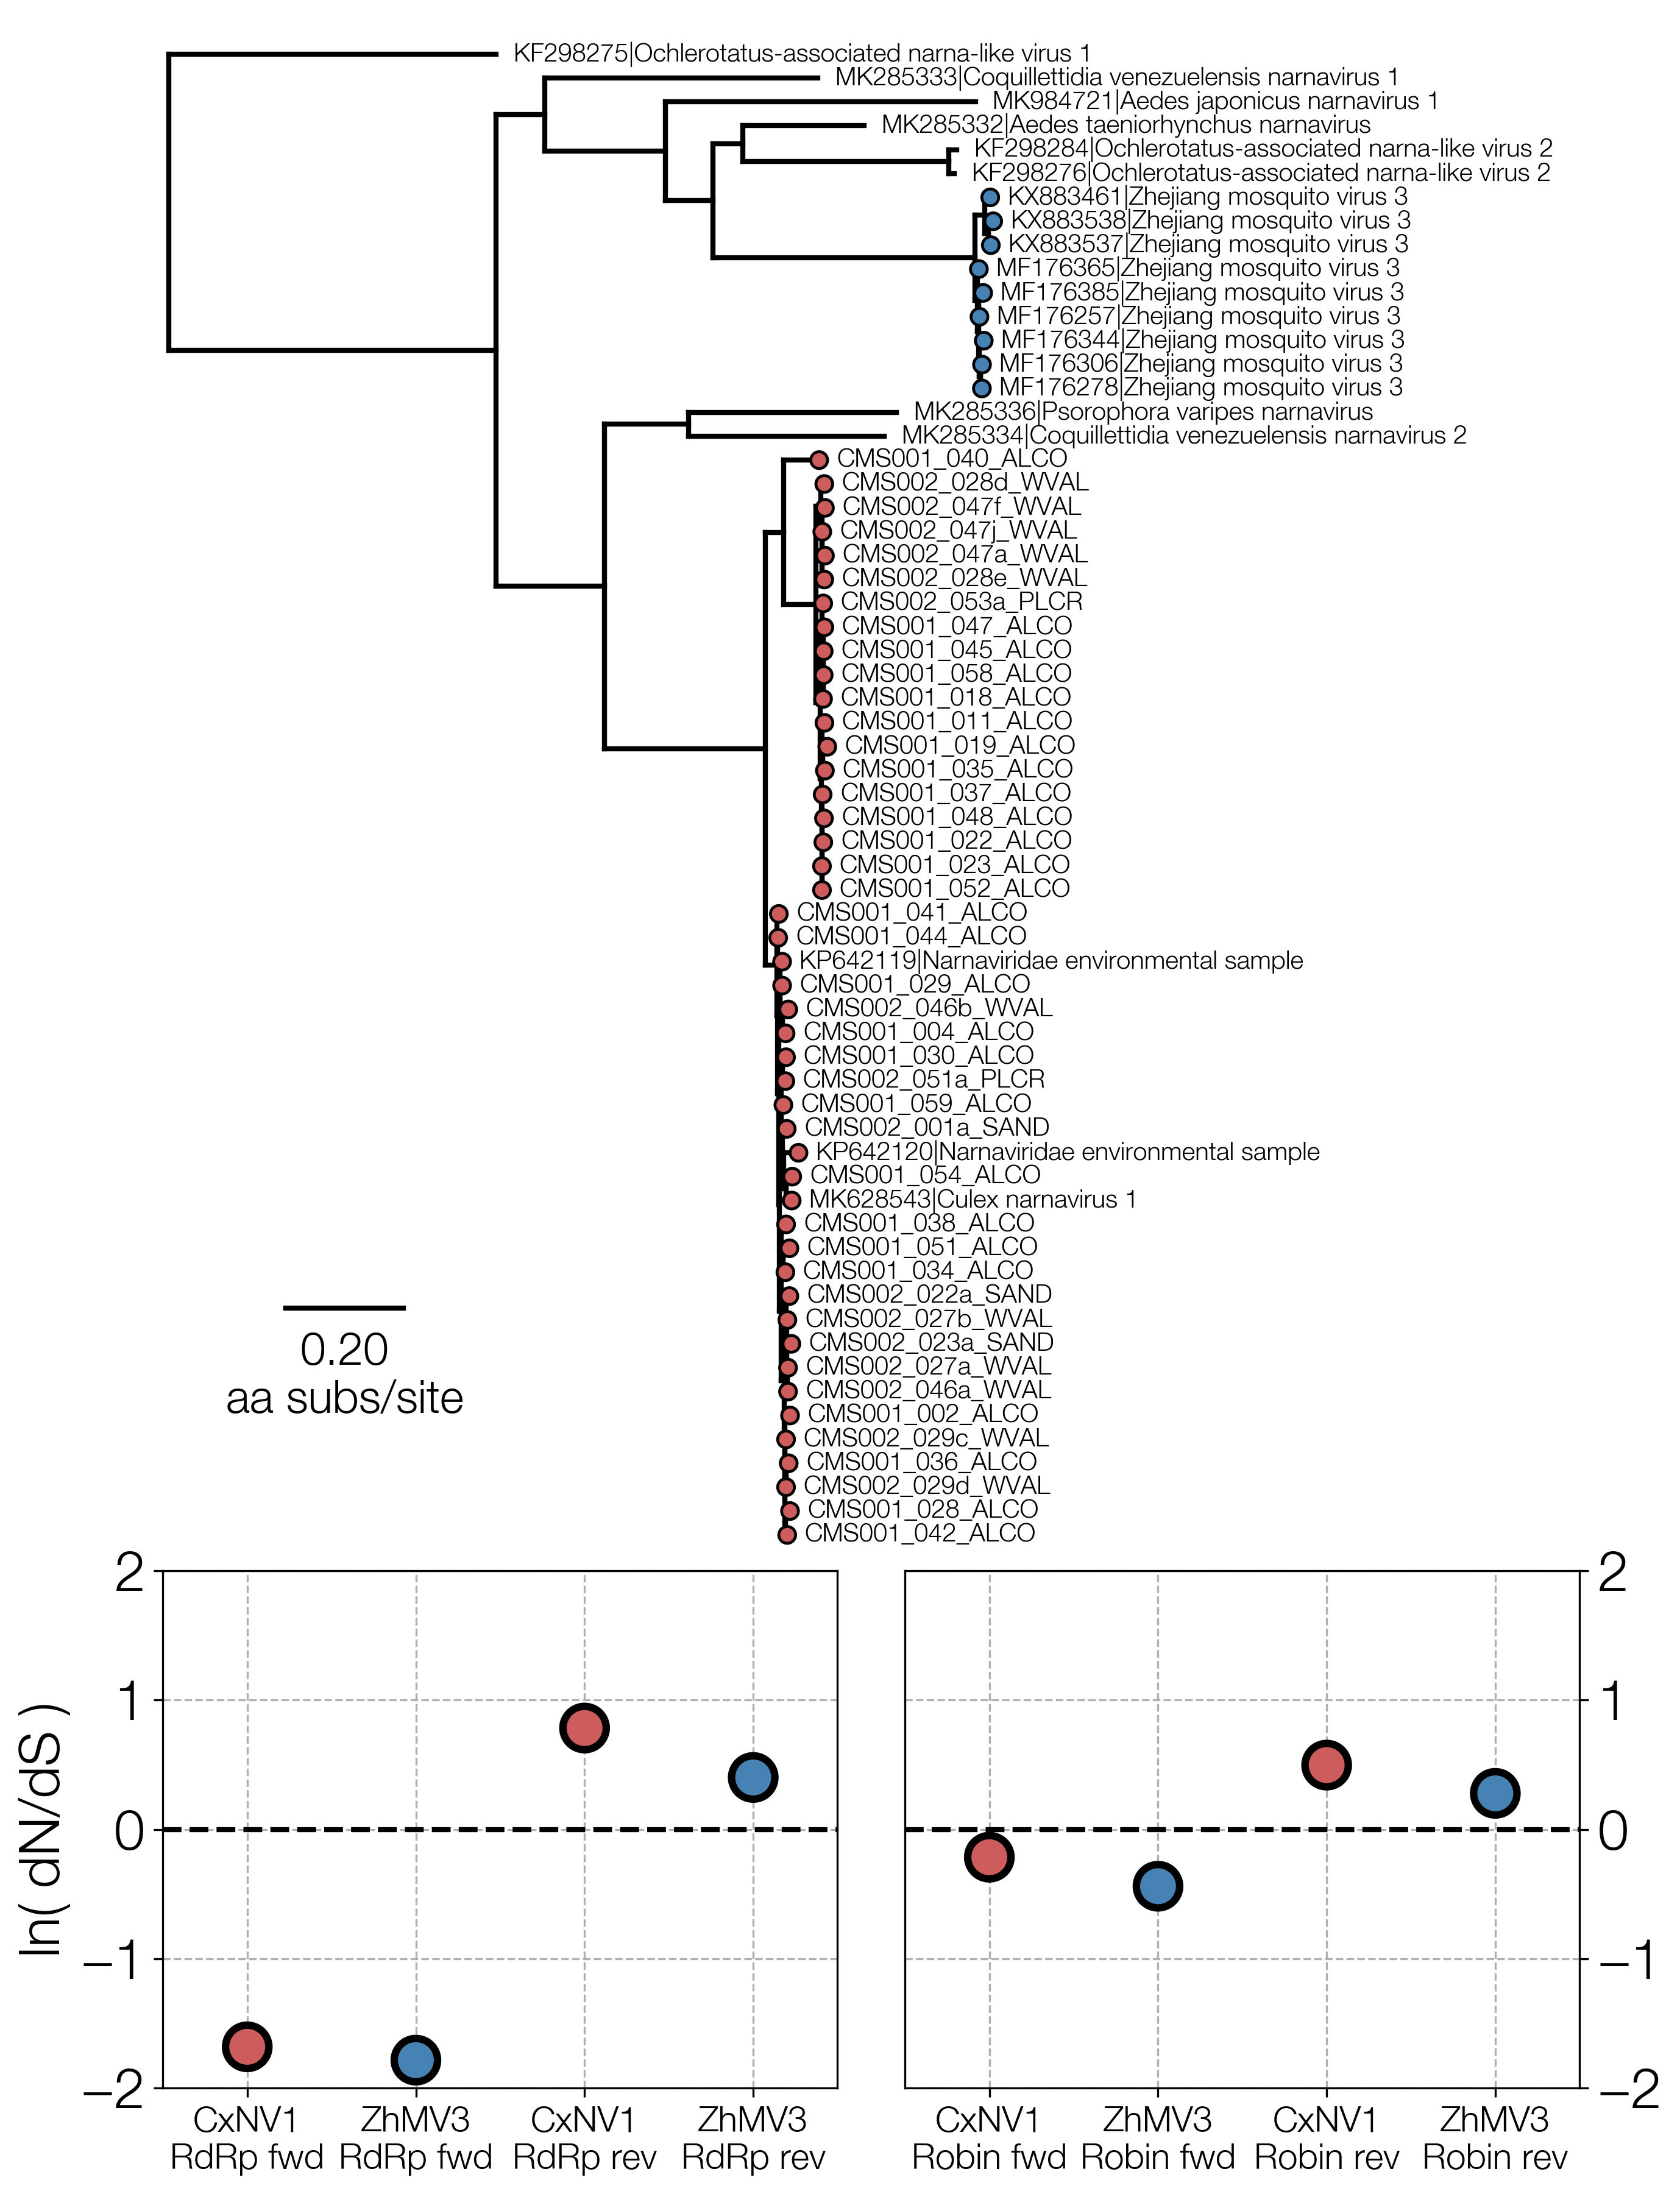 KF298275|Ochlerotatus-associated narna-like virus 1
MK285333|Coquillettidia venezuelensis narnavirus 1
MK984721|Aedes japonicus narnavirus 1
MK285332|Aedes taeniorhynchus narnavirus
KF298284|Ochlerotatus-associated narna-like virus 2
KF298276|Ochlerotatus-associated narna-like virus 2
KX883461|Zhejiang mosquito virus 3
KX883538|Zhejiang mosquito virus 3
KX883537|Zhejiang mosquito virus 3
MF176365|Zhejiang mosquito virus 3
MF176385|Zhejiang mosquito virus 3
MF176257|Zhejiang mosquito virus 3
MF176344|Zhejiang mosquito virus 3
MF176306|Zhejiang mosquito virus 3
MF176278|Zhejiang mosquito virus 3
MK285336|Psorophora varipes narnavirus
MK285334|Coquillettidia venezuelensis narnavirus 2
CMS001_040_ALCO
CMS002_028d_WVAL
CMS002_047f_WVAL
CMS002_047j_WVAL
CMS002_047a_WVAL
CMS002_028e_WVAL
CMS002_053a_PLCR
CMS001_047_ALCO
CMS001_045_ALCO
CMS001_058_ALCO
CMS001_018_ALCO
CMS001_011_ALCO
CMS001_019_ALCO
CMS001_035_ALCO
CMS001_037_ALCO
CMS001_048_ALCO
CMS001_022_ALCO
CMS001_023_ALCO
CMS001_052_ALCO
CMS001_041_ALCO
CMS001_044_ALCO
KP642119|Narnaviridae environmental sample
CMS001_029_ALCO
CMS002_046b_WVAL
CMS001_004_ALCO
CMS001_030_ALCO
CMS002_051a_PLCR
CMS001_059_ALCO
CMS002_001a_SAND
KP642120|Narnaviridae environmental sample
CMS001_054_ALCO
MK628543|Culex narnavirus 1
CMS001_038_ALCO
CMS001_051_ALCO
CMS001_034_ALCO
CMS002_022a_SAND
CMS002_027b_WVAL
CMS002_023a_SAND
CMS002_027a_WVAL
CMS002_046a_WVAL
CMS001_002_ALCO
CMS002_029c_WVAL
CMS001_036_ALCO
CMS002_029d_WVAL
CMS001_028_ALCO
CMS001_042_ALCO
0.20
aa subs/site
ln( dN/dS )
2
1
0
−1
−2
CxNV1 RdRp fwd
ZhMV3 RdRp fwd
CxNV1 RdRp rev
ZhMV3 RdRp rev
CxNV1 Robin fwd
ZhMV3 Robin fwd
CxNV1 Robin rev
ZhMV3 Robin rev
2
1
0
−1
−2